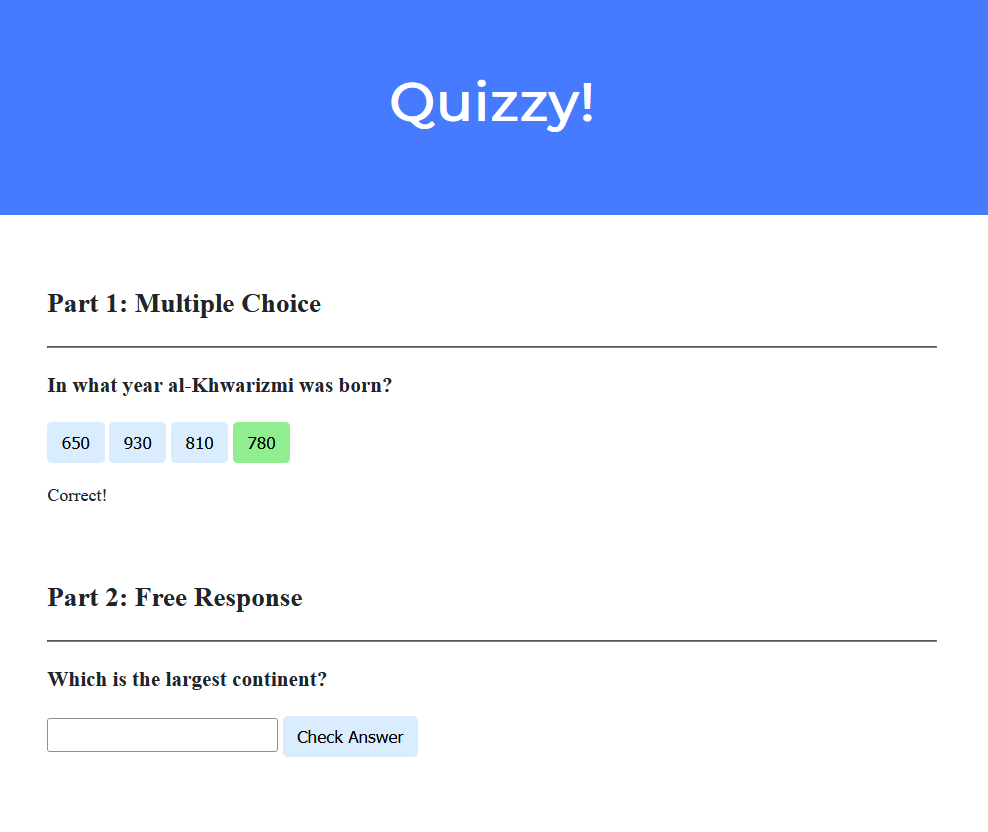 Quizzy!
Part 1: Multiple Choice
In what year al-Khwarizmi was born?
650 930 810 780
Correct!
Part 2: Free Response
Which is the largest continent?
Check Answer